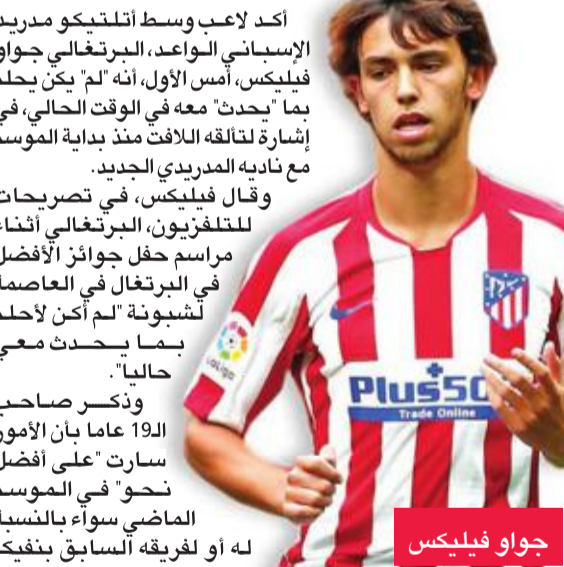 أكد لاعب وسط أتلتيكو مدريد
الإسباني الواعد، البرتغالي جواو
فيليكس، أمس الأول، أنه "لم" يكن يحلم
بما "يحدث" معه في الوقت الحالي، في
إشارة لتألقه اللافت منذ بداية الموسم
مع ناديه المدريدي الجديد.
وقال فيليكس، في تصريحات
للتلفزيون، البرتغالي أثناء
مراسم حفل جوائز الأفضل
في البرتغال في العاصمة
لشبونة "لم أكن لأحلم
بما يحدث معي
حاليا".
وذكر صاحب
الـ19 عاما بأن الأمور
سارت "على أفضل
نحو" في الموسم
الماضي سواء بالنسبة
له أو لفريقه السابق بنفيكا
LaLiga
Plus50
Trade Online
جواو فيليكس